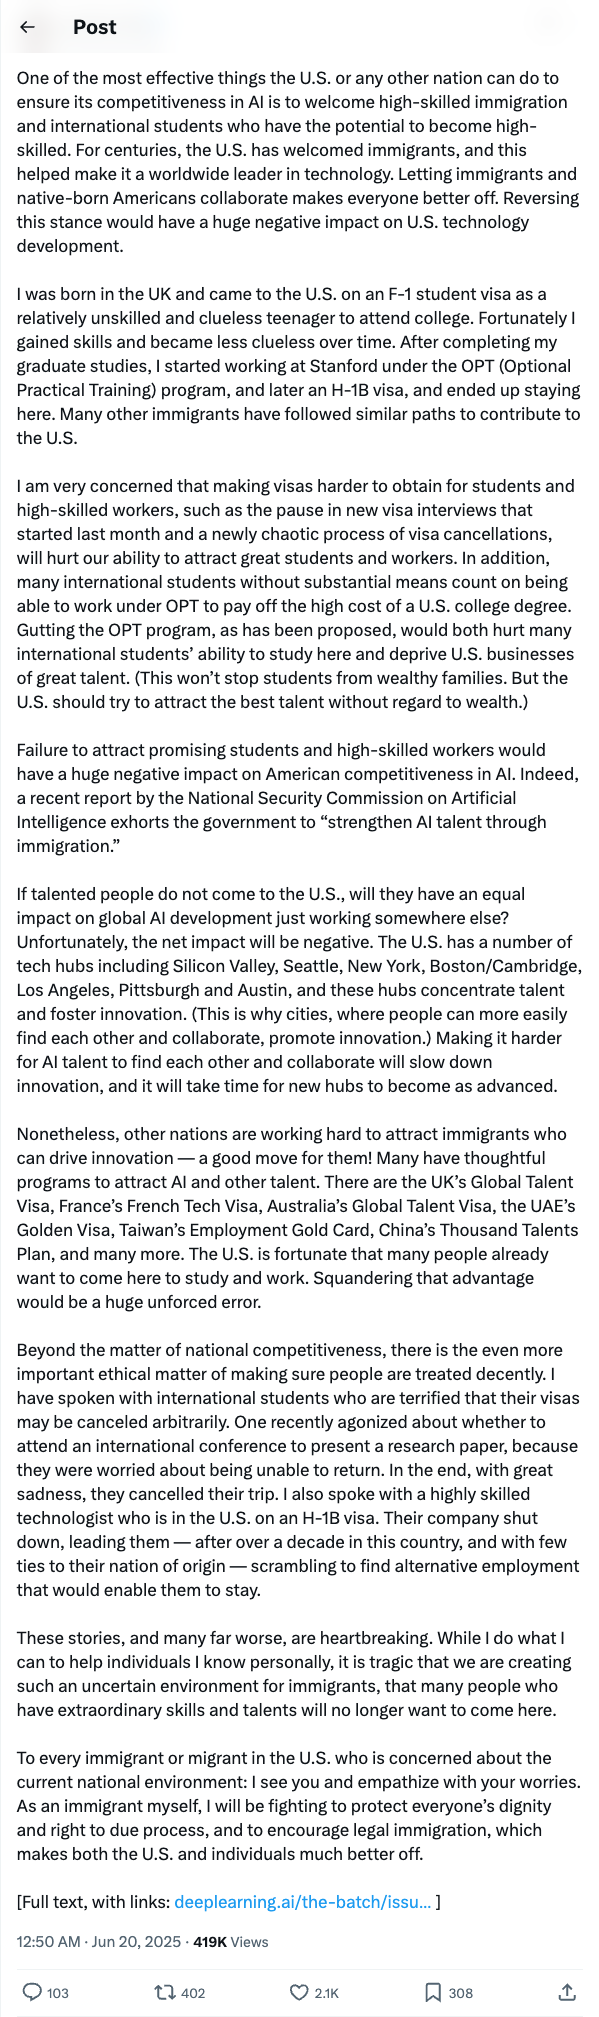 Post
One of the most effective things the U.S. or any other nation can do to
ensure its competitiveness in AI is to welcome high-skilled immigration
and international students who have the potential to become high-
skilled. For centuries, the U.S. has welcomed immigrants, and this
helped make it a worldwide leader in technology. Letting immigrants and
native-born Americans collaborate makes everyone better off. Reversing
this stance would have a huge negative impact on U.S. technology
development.
I was born in the UK and came to the U.S. on an F-1 student visa as a
relatively unskilled and clueless teenager to attend college. Fortunately I
gained skills and became less clueless over time. After completing my
graduate studies, I started working at Stanford under the OPT (Optional
Practical Training) program, and later an H-1B visa, and ended up staying
here. Many other immigrants have followed similar paths to contribute to
the U.S.
I am very concerned that making visas harder to obtain for students and
high-skilled workers, such as the pause in new visa interviews that
started last month and a newly chaotic process of visa cancellations,
will hurt our ability to attract great students and workers. In addition,
many international students without substantial means count on being
able to work under OPT to pay off the high cost of a U.S. college degree.
Gutting the OPT program, as has been proposed, would both hurt many
international students’ ability to study here and deprive U.S. businesses
of great talent. (This won’t stop students from wealthy families. But the
U.S. should try to attract the best talent without regard to wealth.)
Failure to attract promising students and high-skilled workers would
have a huge negative impact on American competitiveness in AI. Indeed,
a recent report by the National Security Commission on Artificial
Intelligence exhorts the government to “strengthen AI talent through
immigration.”
If talented people do not come to the U.S., will they have an equal
impact on global AI development just working somewhere else?
Unfortunately, the net impact will be negative. The U.S. has a number of
tech hubs including Silicon Valley, Seattle, New York, Boston/Cambridge,
Los Angeles, Pittsburgh and Austin, and these hubs concentrate talent
and foster innovation. (This is why cities, where people can more easily
find each other and collaborate, promote innovation.) Making it harder
for AI talent to find each other and collaborate will slow down
innovation, and it will take time for new hubs to become as advanced.
Nonetheless, other nations are working hard to attract immigrants who
can drive innovation — a good move for them! Many have thoughtful
programs to attract AI and other talent. There are the UK’s Global Talent
Visa, France’s French Tech Visa, Australia’s Global Talent Visa, the UAE’s
Golden Visa, Taiwan’s Employment Gold Card, China’s Thousand Talents
Plan, and many more. The U.S. is fortunate that many people already
want to come here to study and work. Squandering that advantage
would be a huge unforced error.
Beyond the matter of national competitiveness, there is the even more
important ethical matter of making sure people are treated decently. I
have spoken with international students who are terrified that their visas
may be canceled arbitrarily. One recently agonized about whether to
attend an international conference to present a research paper, because
they were worried about being unable to return. In the end, with great
sadness, they cancelled their trip. I also spoke with a highly skilled
technologist who is in the U.S. on an H-1B visa. Their company shut
down, leading them — after over a decade in this country, and with few
ties to their nation of origin — scrambling to find alternative employment
that would enable them to stay.
These stories, and many far worse, are heartbreaking. While I do what I
can to help individuals I know personally, it is tragic that we are creating
such an uncertain environment for immigrants, that many people who
have extraordinary skills and talents will no longer want to come here.
To every immigrant or migrant in the U.S. who is concerned about the
current national environment: I see you and empathize with your worries.
As an immigrant myself, I will be fighting to protect everyone’s dignity
and right to due process, and to encourage legal immigration, which
makes both the U.S. and individuals much better off.
[Full text, with links: deeplearning.ai/the-batch/issu... ]
12:50 AM · Jun 20, 2025 · 419K Views
103 402 2.1K 308